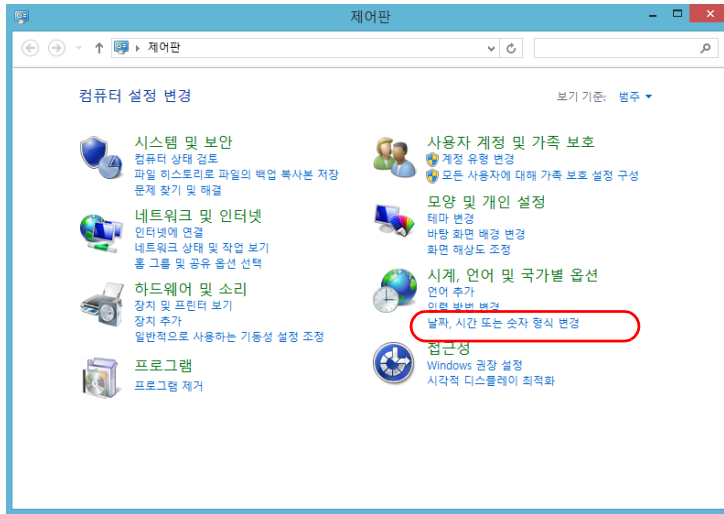 제어판
제어판
컴퓨터 설정 변경
보기 기준: 범주
시스템 및 보안
컴퓨터 상태 검토
파일 히스토리로 파일의 백업 복사본 저장
문제 찾기 및 해결
네트워크 및 인터넷
인터넷에 연결
네트워크 상태 및 작업 보기
홈 그룹 및 공유 옵션 선택
하드웨어 및 소리
장치 및 프린터 보기
장치 추가
일반적으로 사용하는 기동성 설정 조정
프로그램
프로그램 제거
사용자 계정 및 가족 보호
계정 유형 변경
모든 사용자에 대해 가족 보호 설정 구성
모양 및 개인 설정
테마 변경
바탕 화면 배경 변경
화면 해상도 조정
시계, 언어 및 국가별 옵션
언어 추가
입력 방법 변경
날짜, 시간 또는 숫자 형식 변경
접근성
Windows 권장 설정
시각적 디스플레이 최적화